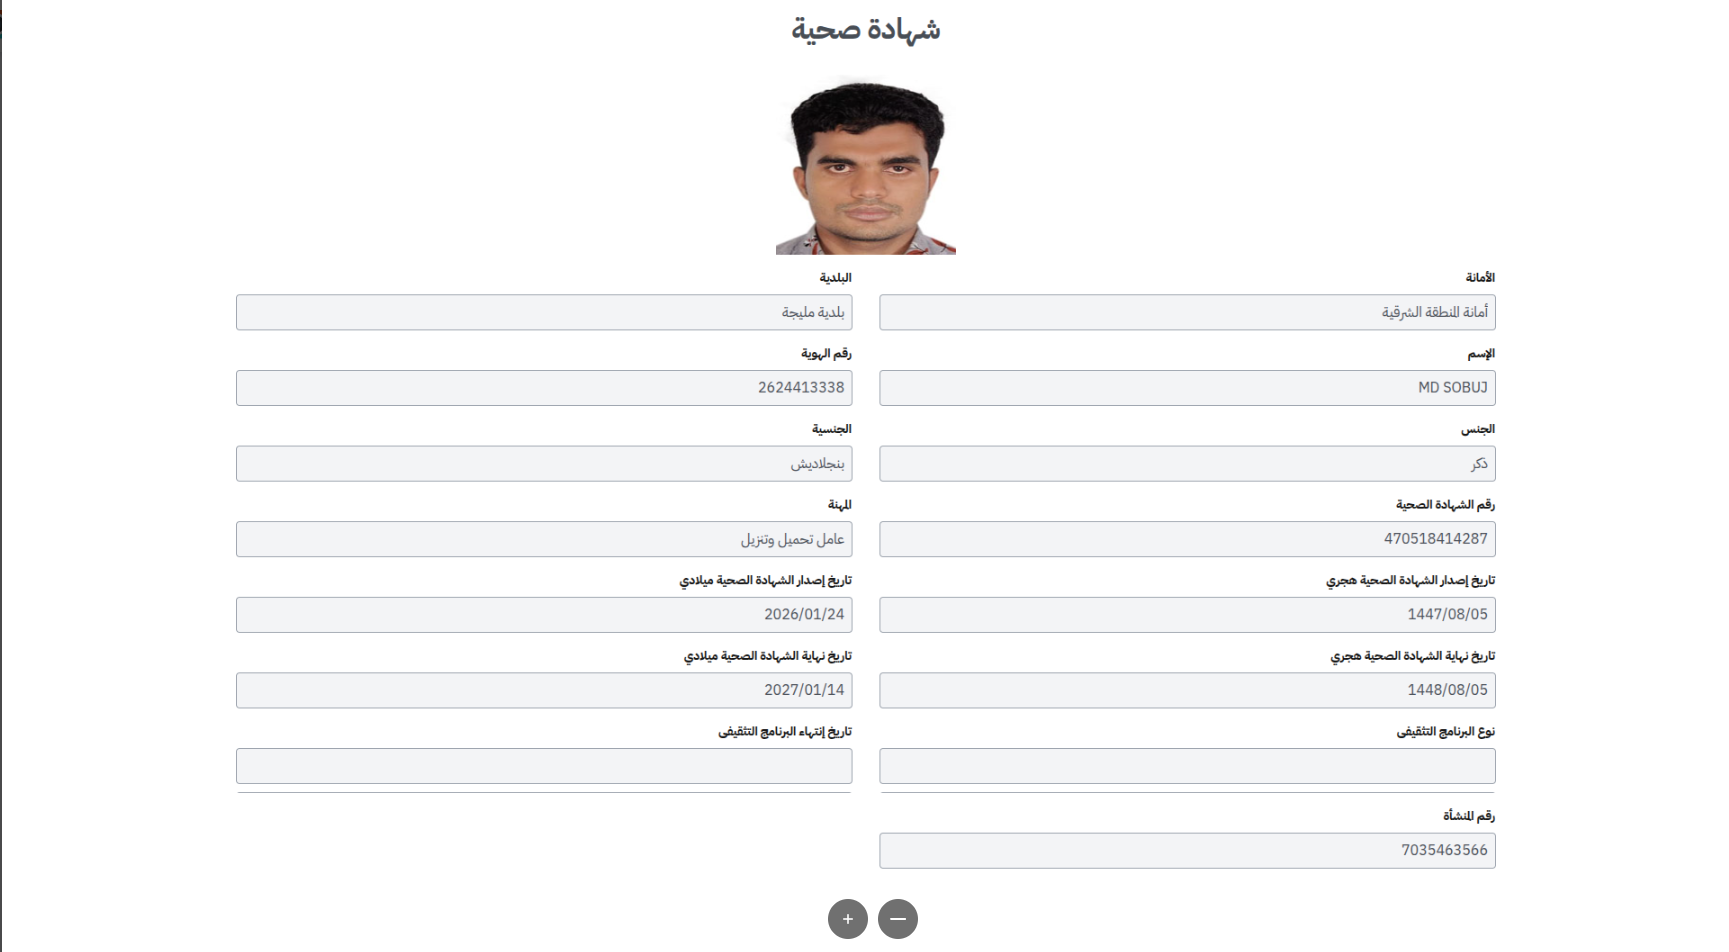 شهادة صحية
الأمانة
البلدية
أمانة المنطقة الشرقية
بلدية مليجة
الإسم
رقم الهوية
MD SOBUJ
2624413338
الجنس
الجنسية
ذكر
بنجلاديش
رقم الشهادة الصحية
المهنة
470518414287
عامل تحميل وتنزيل
تاريخ إصدار الشهادة الصحية هجري
تاريخ إصدار الشهادة الصحية ميلادي
1447/08/05
2026/01/24
تاريخ نهاية الشهادة الصحية هجري
تاريخ نهاية الشهادة الصحية ميلادي
1448/08/05
2027/01/14
نوع البرنامج التثقيفى
تاريخ إنتهاء البرنامج التثقيفى
رقم المنشأة
7035463566